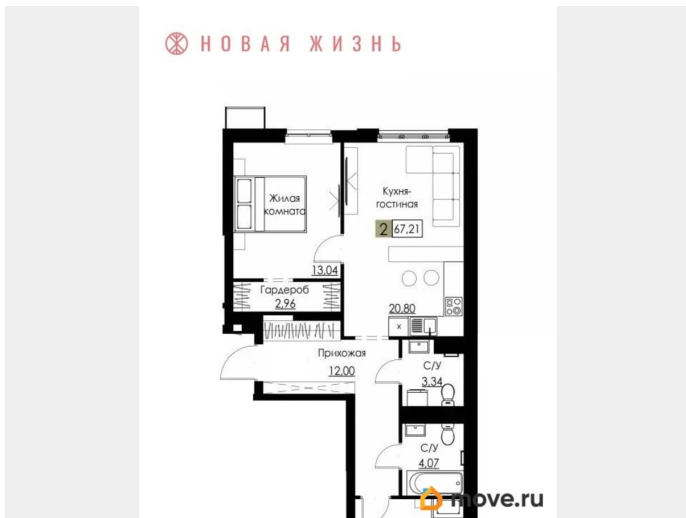 НОВАЯ ЖИЗНЬ
Жилая
комната
13.04
Кухня-
гостиная
2 67,21
20.80
Гардероб
2,96
x
Прихожая
12.00
С/У
3.34
С/У
4.07
move.ru